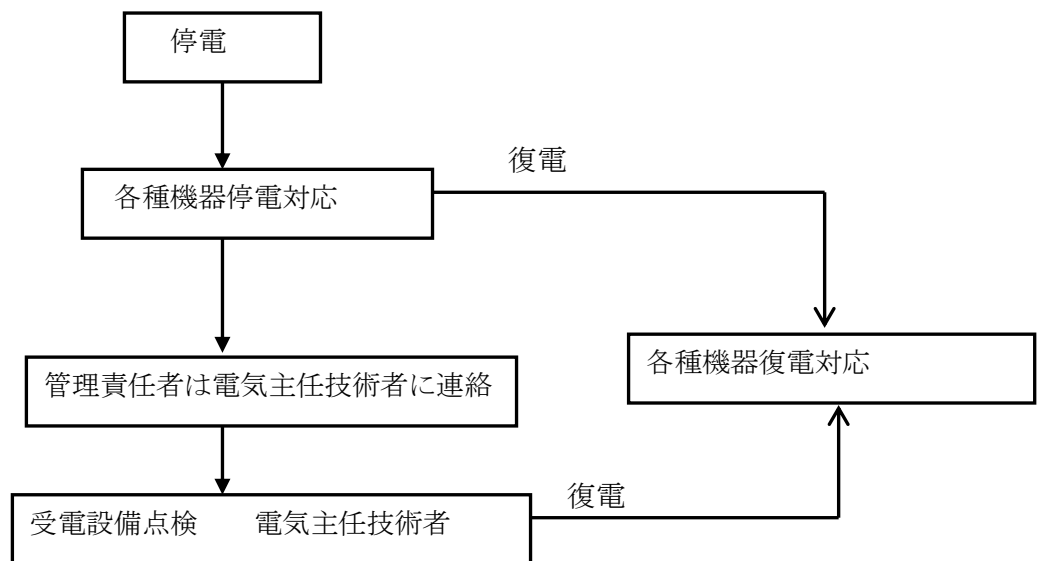 停電
復電
各種機器停電対応
各種機器復電対応
管理責任者は電気主任技術者に連絡
復電
受電設備点検　　電気主任技術者